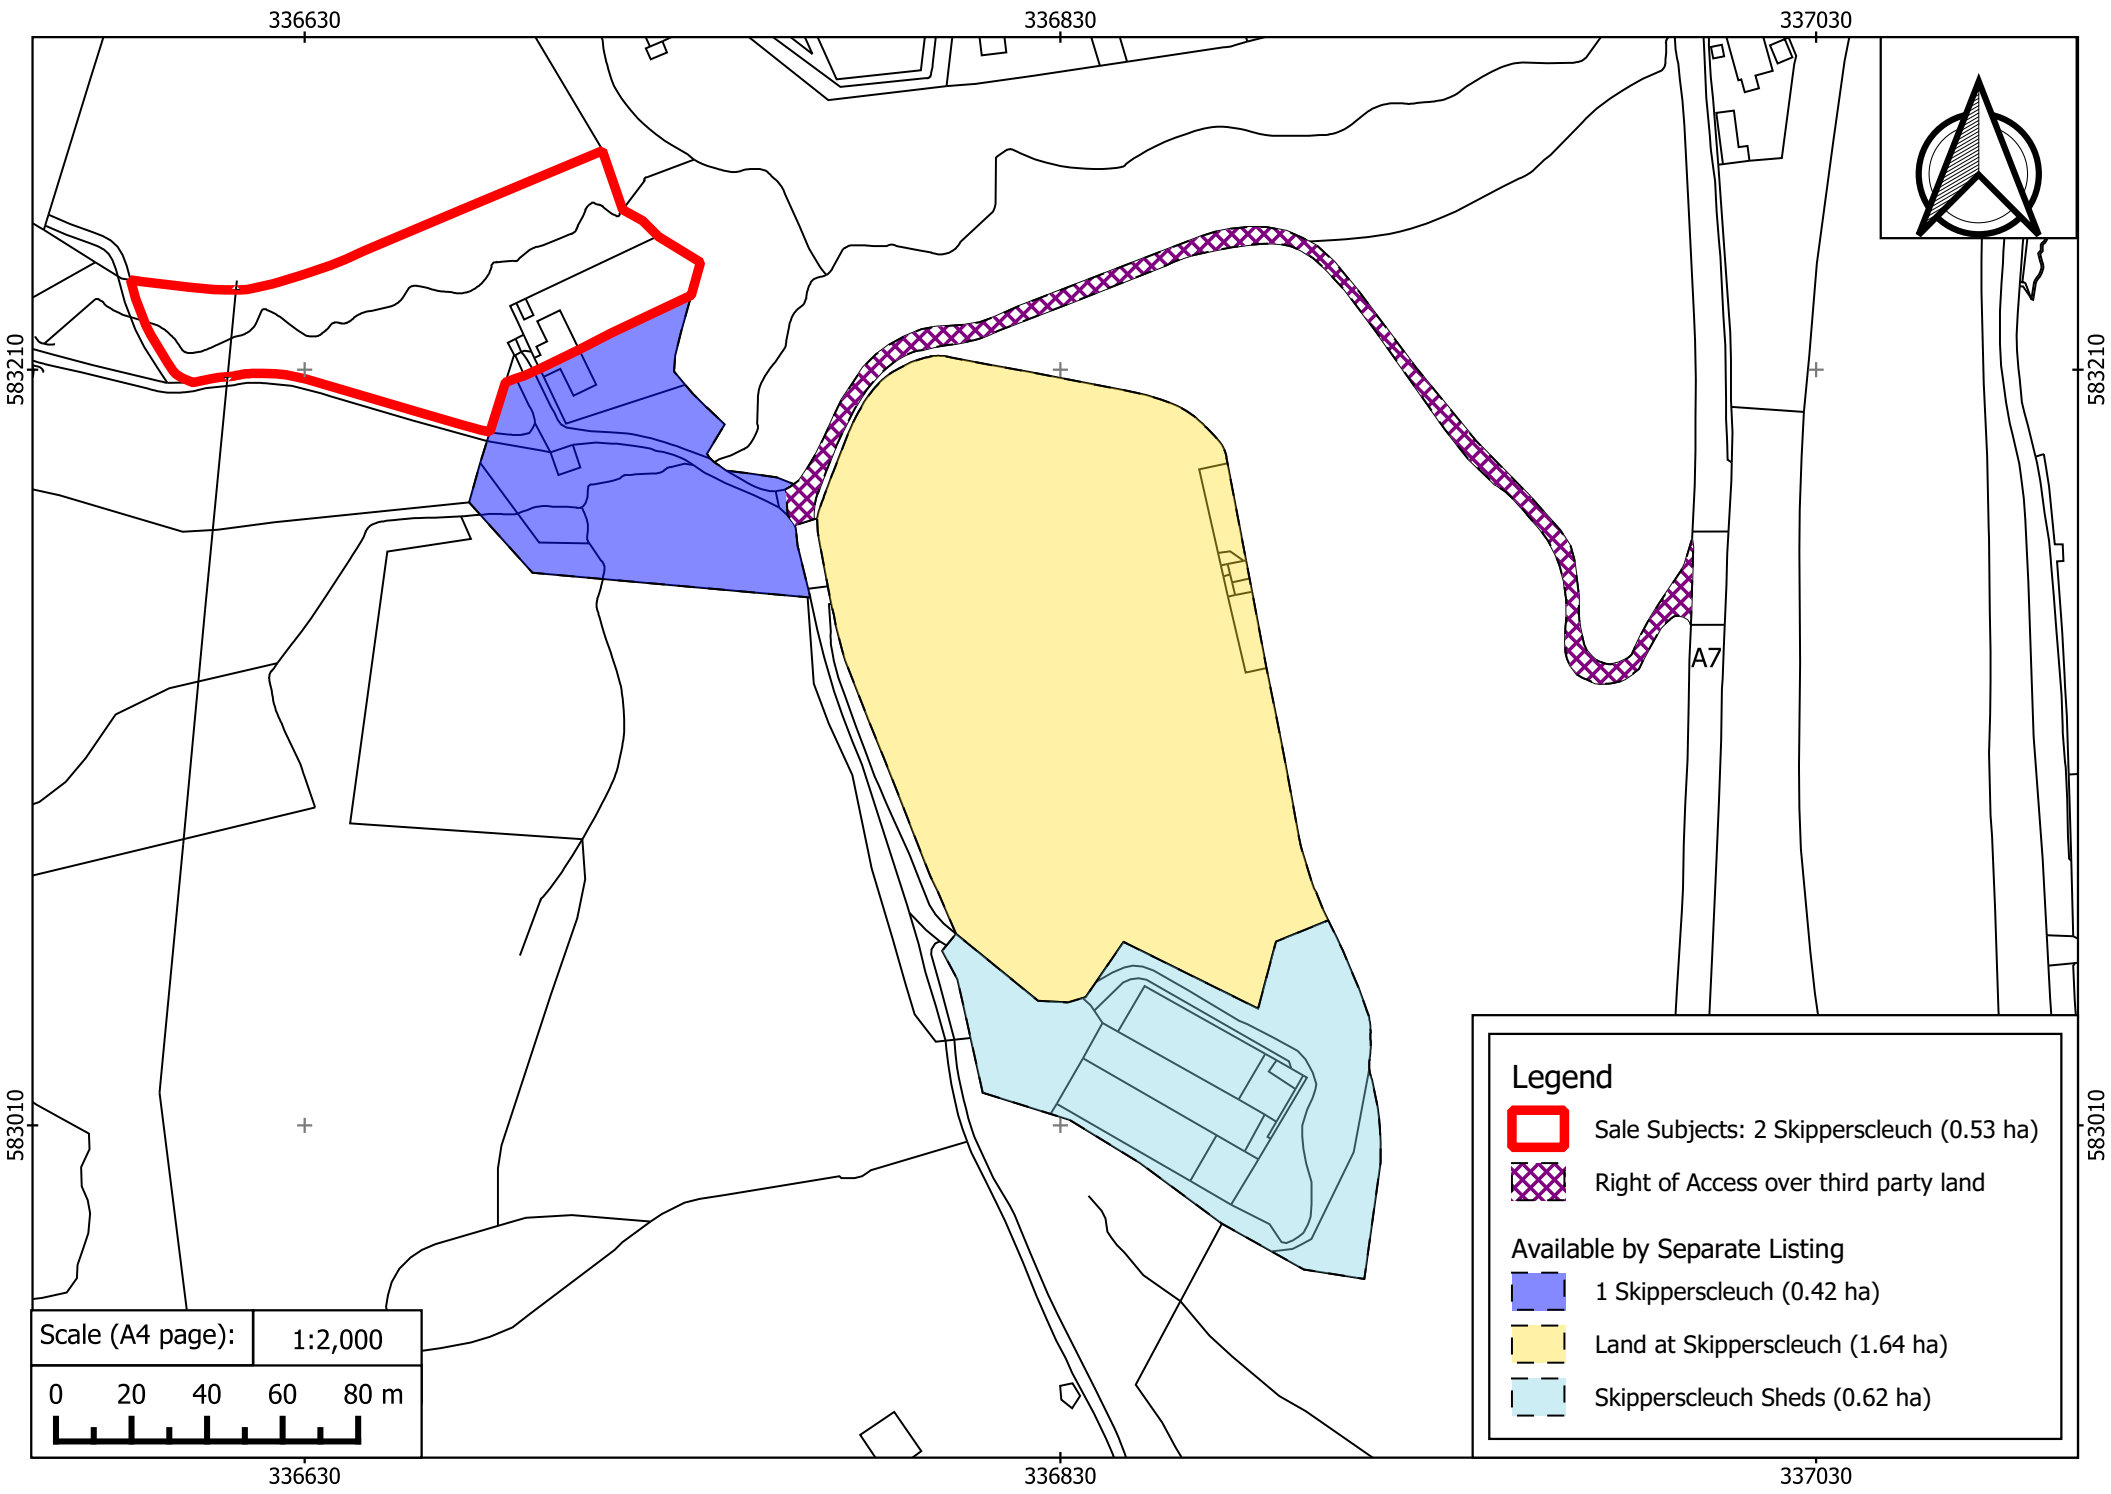 336630
336830
337030
583210
583210
A7
583010
583010
Legend
Sale Subjects: 2 Skipperscleuch (0.53 ha)
Right of Access over third party land
Available by Separate Listing
1 Skipperscleuch (0.42 ha)
Land at Skipperscleuch (1.64 ha)
Skipperscleuch Sheds (0.62 ha)
Scale (A4 page): 1:2,000
0 20 40 60 80 m
336630
336830
337030